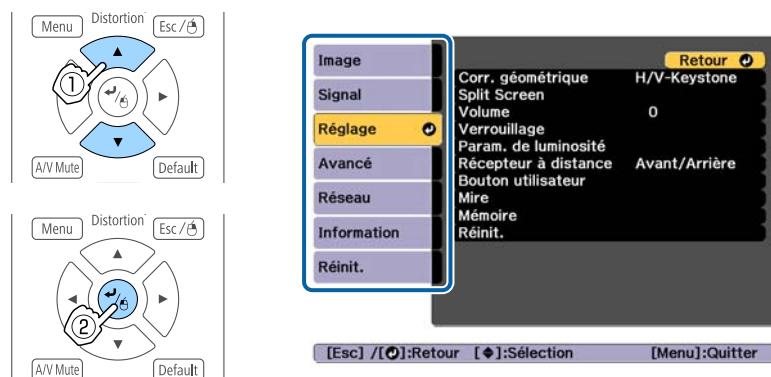 Menu Distortion Esc/
①
A/V Mute Default
Menu Distortion Esc/
②
A/V Mute Default
Image
Signal
Réglage
Avancé
Réseau
Information
Réinit.
Retour
Corr. géométrique H/V-Keystone
Split Screen
Volume 0
Verrouillage
Param. de luminosité
Récepteur à distance Avant/Arrière
Bouton utilisateur
Mire
Mémoire
Réinit.
[Esc] /[ ]:Retour [ ]:Sélection [Menu]:Quitter